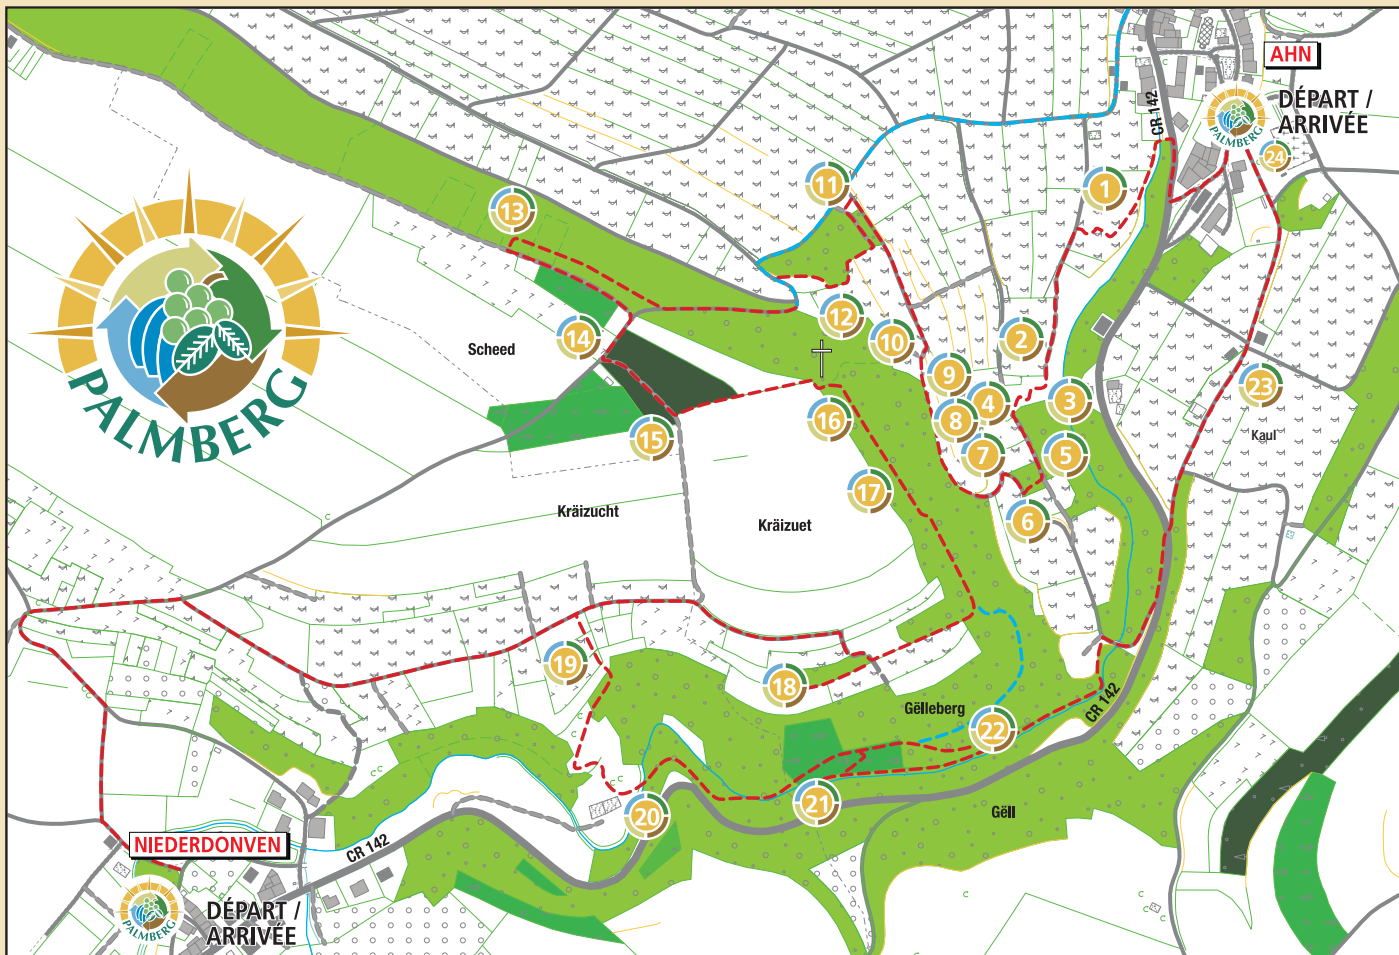 AHN
DÉPART /
ARRIVÉE
CR 142
PALMBERG
24
1
11
13
12
10
2
14
Scheed
9
4
3
23
8
16
15
Kaul
7
5
17
6
Kräizucht
Kräizuet
PALMBERG
19
18
Gëlleberg
22
CR 142
21
20
Gëll
NIEDERDONVEN
CR 142
DÉPART /
ARRIVÉE
PALMBERG